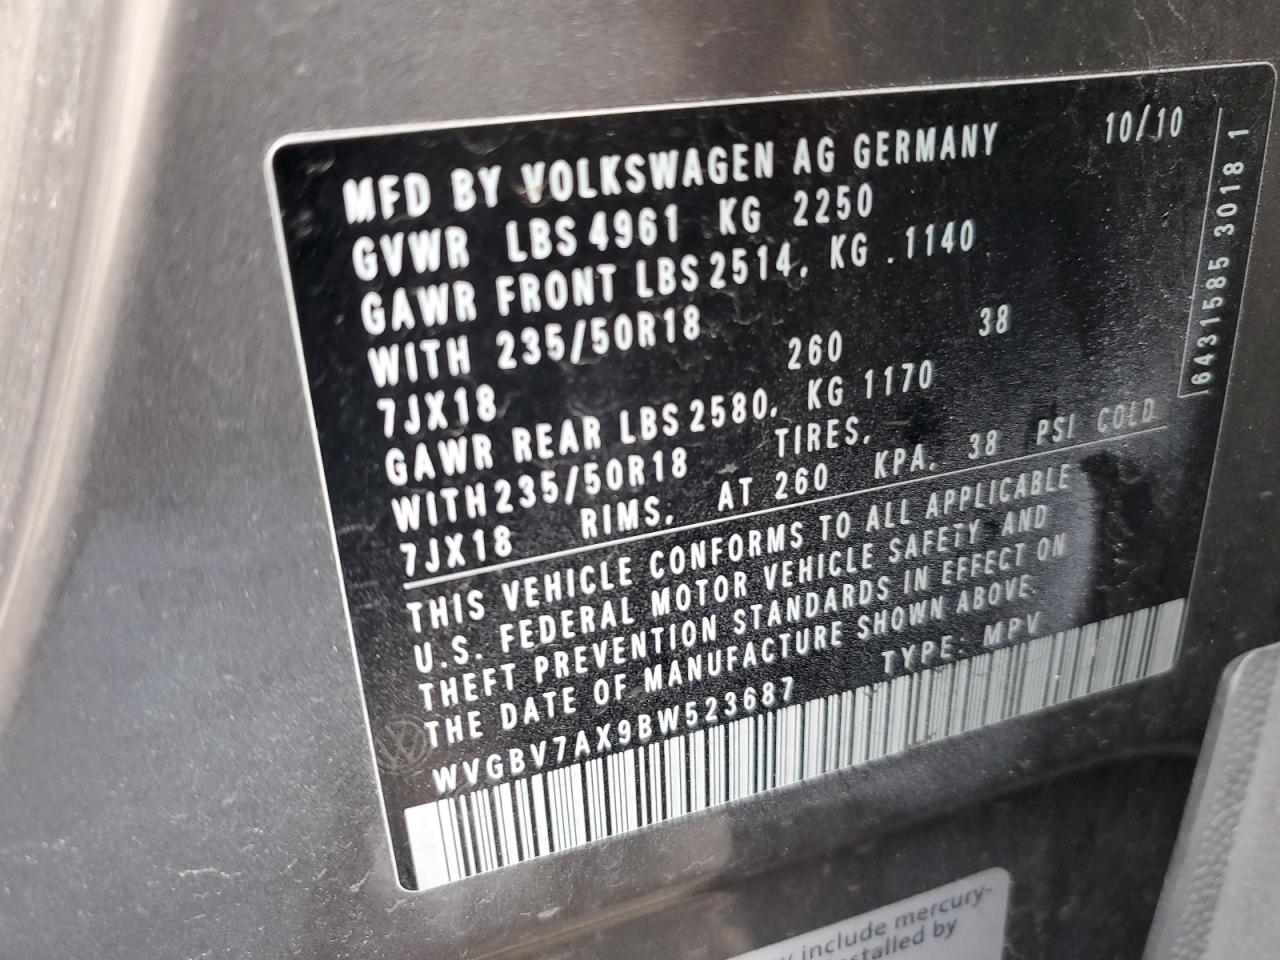 MFD BY VOLKSWAGEN AG GERMANY 10/10
GVWR LBS 4961 KG 2250
GAWR FRONT LBS 2514. KG .1140
WITH 235/50R18
7JX18 260 38
GAWR REAR LBS 2580. KG 1170
WITH 235/50R18 TIRES.
7JX18 RIMS. AT 260 KPA. 38 PSI COLD
THIS VEHICLE CONFORMS TO ALL APPLICABLE
U.S. FEDERAL MOTOR VEHICLE SAFETY AND
THEFT PREVENTION STANDARDS IN EFFECT ON
THE DATE OF MANUFACTURE SHOWN ABOVE.
WVGBV7AX9BW523687 TYPE: MPV
6431585 3018 1
include mercury-
by